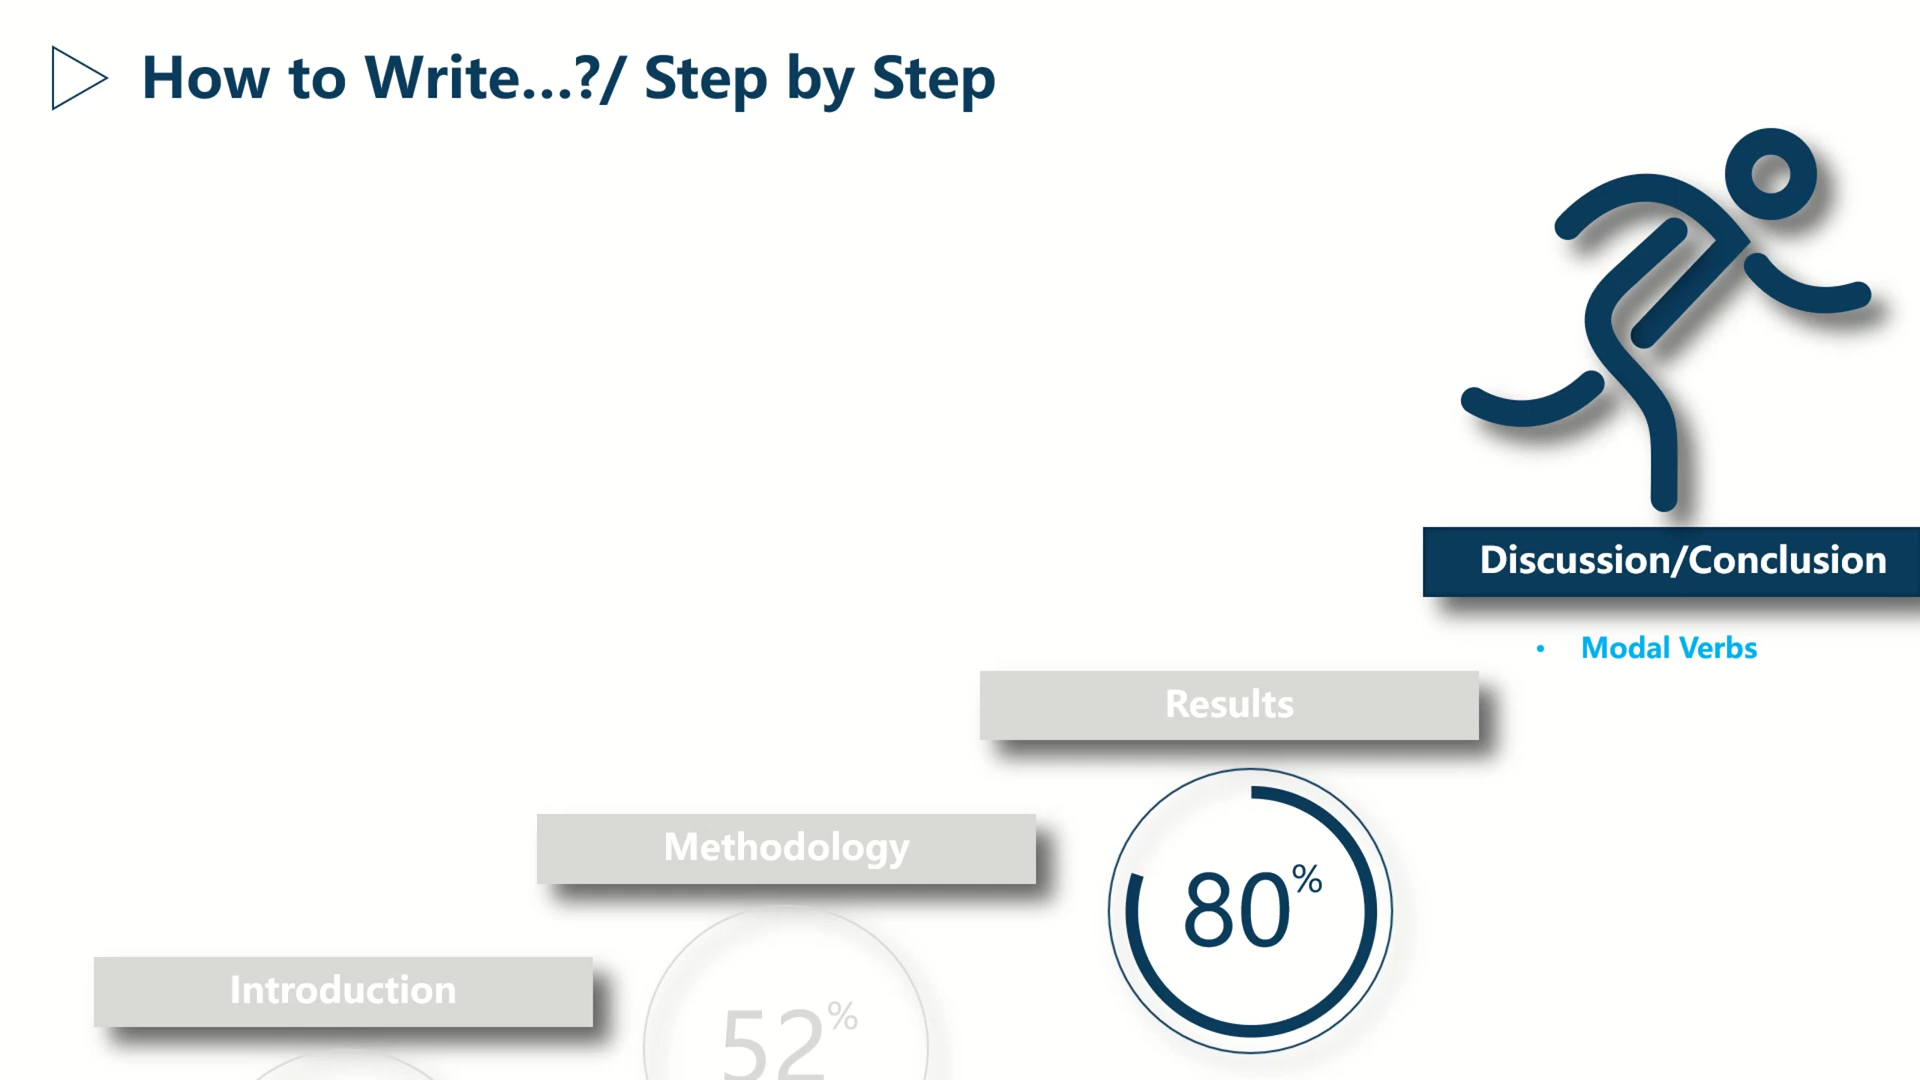 How to Write...?/ Step by Step
Discussion/Conclusion
• Modal Verbs
Results
80%
Methodology
52%
Introduction